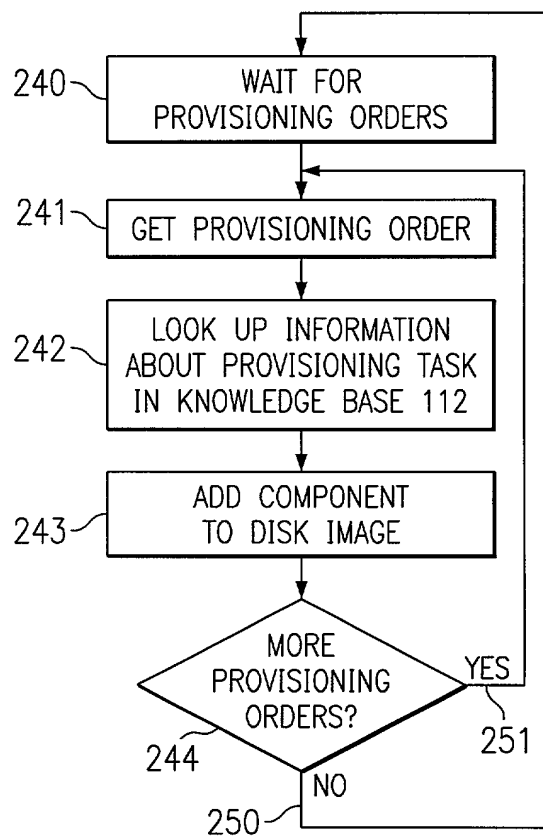 240
WAIT FOR
PROVISIONING ORDERS
241
GET PROVISIONING ORDER
242
LOOK UP INFORMATION
ABOUT PROVISIONING TASK
IN KNOWLEDGE BASE 112
243
ADD COMPONENT
TO DISK IMAGE
MORE
PROVISIONING
ORDERS?
YES
251
244
NO
250